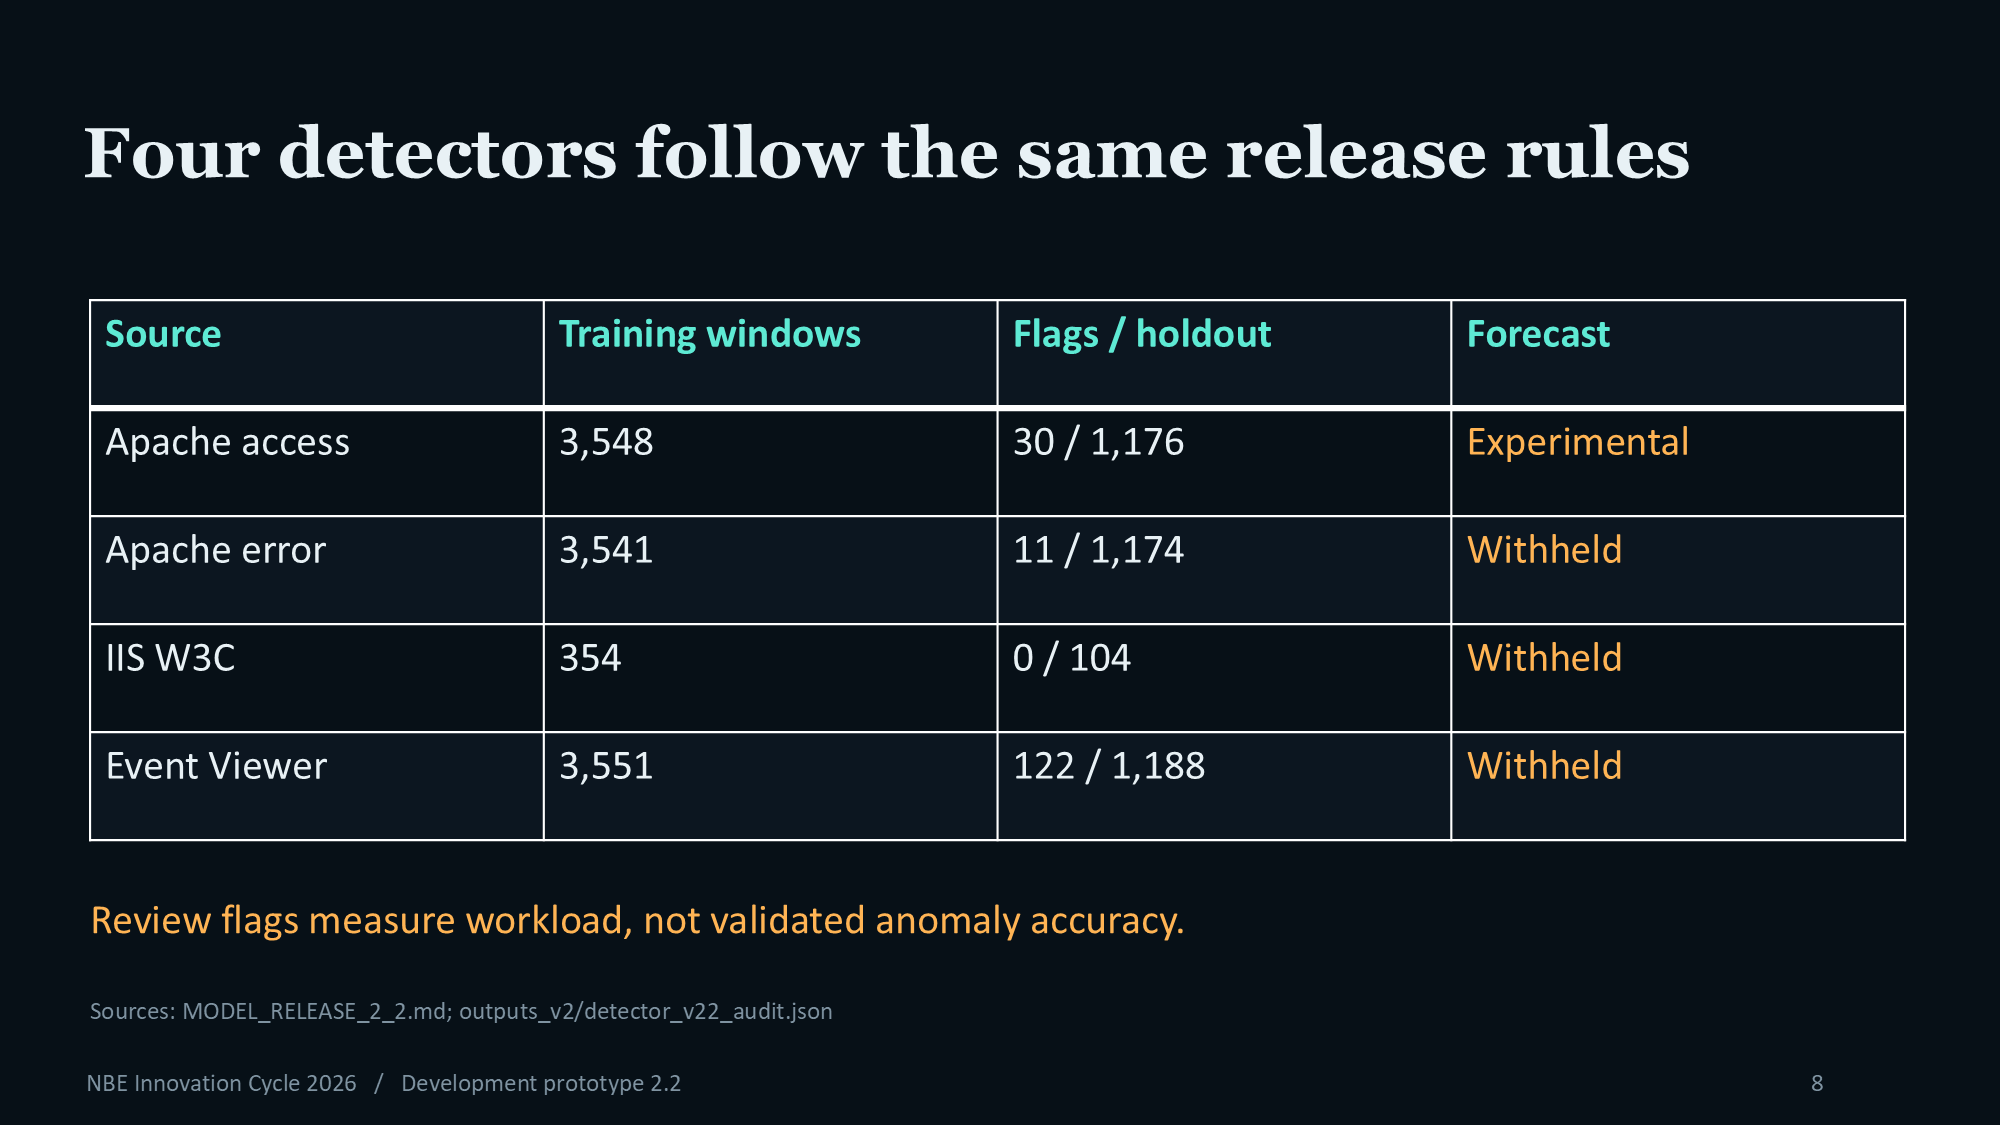 Four detectors follow the same release rules
Source Training windows Flags / holdout Forecast
Apache access 3,548 30 / 1,176 Experimental
Apache error 3,541 11 / 1,174 Withheld
IIS W3C 354 0 / 104 Withheld
Event Viewer 3,551 122 / 1,188 Withheld
Review flags measure workload, not validated anomaly accuracy.
Sources: MODEL_RELEASE_2_2.md; outputs_v2/detector_v22_audit.json
NBE Innovation Cycle 2026 / Development prototype 2.2 8